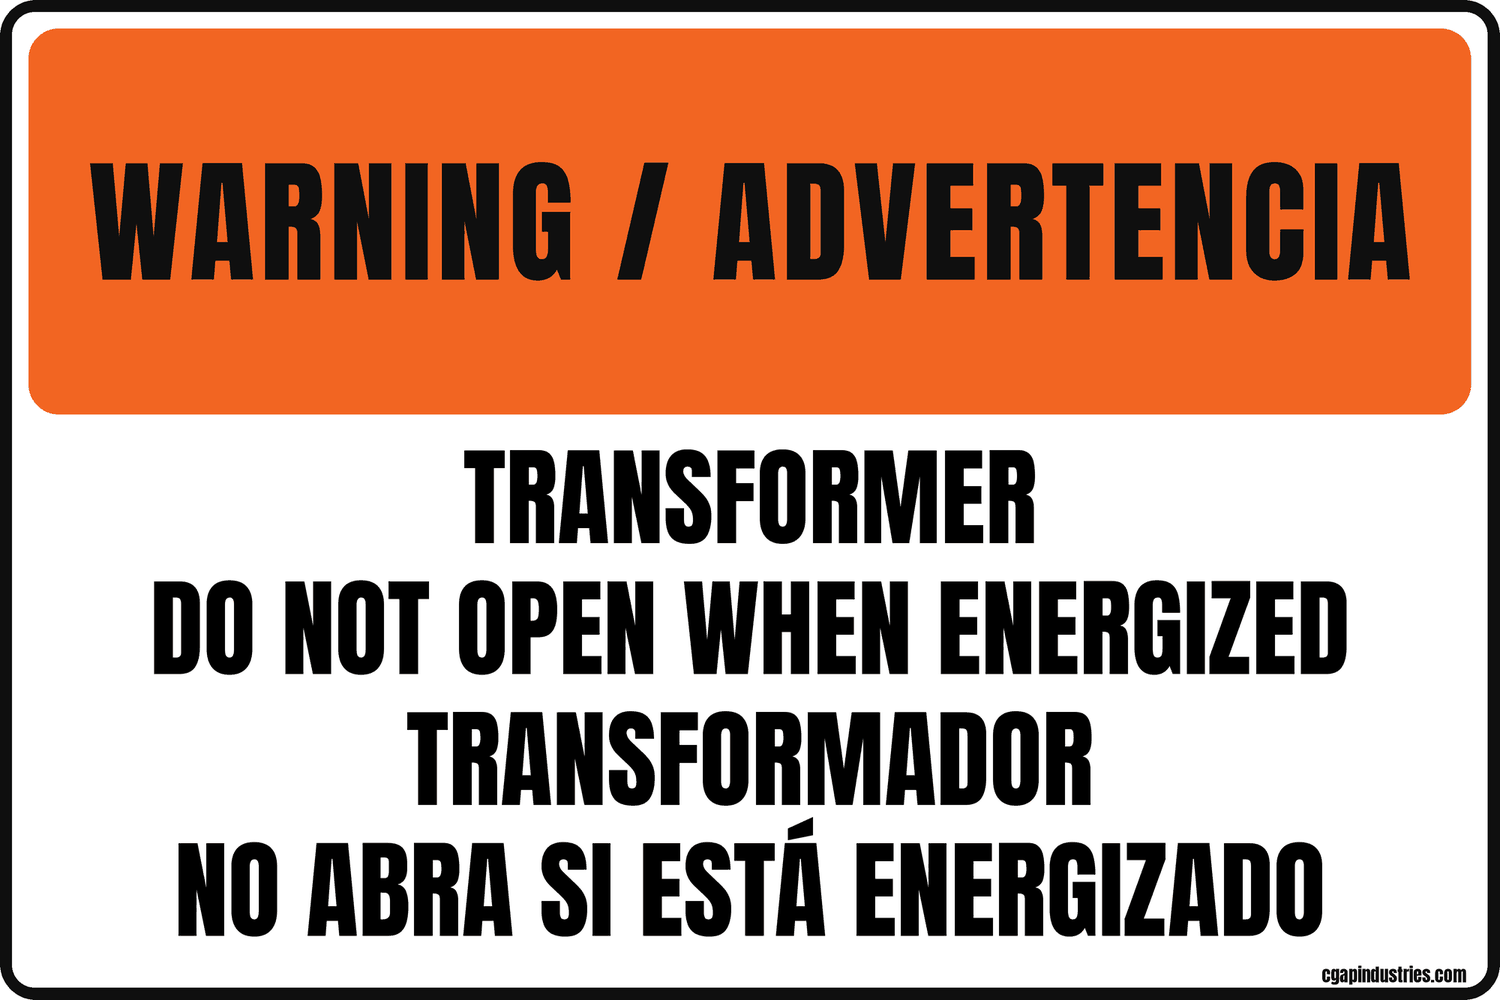 WARNING / ADVERTENCIA
TRANSFORMER
DO NOT OPEN WHEN ENERGIZED
TRANSFORMADOR
NO ABRA SI ESTÁ ENERGIZADO
cgapindustries.com